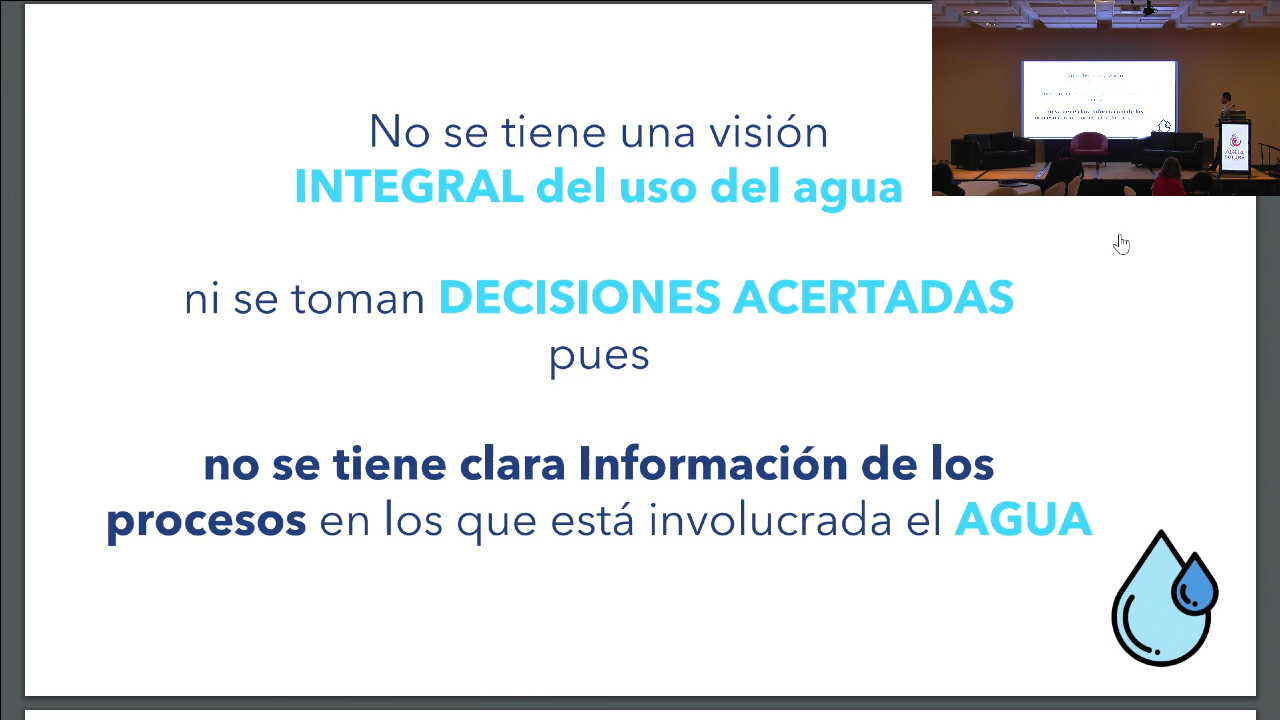 No se tiene una visión
INTEGRAL del uso del agua
ni se toman DECISIONES ACERTADAS
pues
no se tiene clara Información de los
procesos en los que está involucrada el AGUA